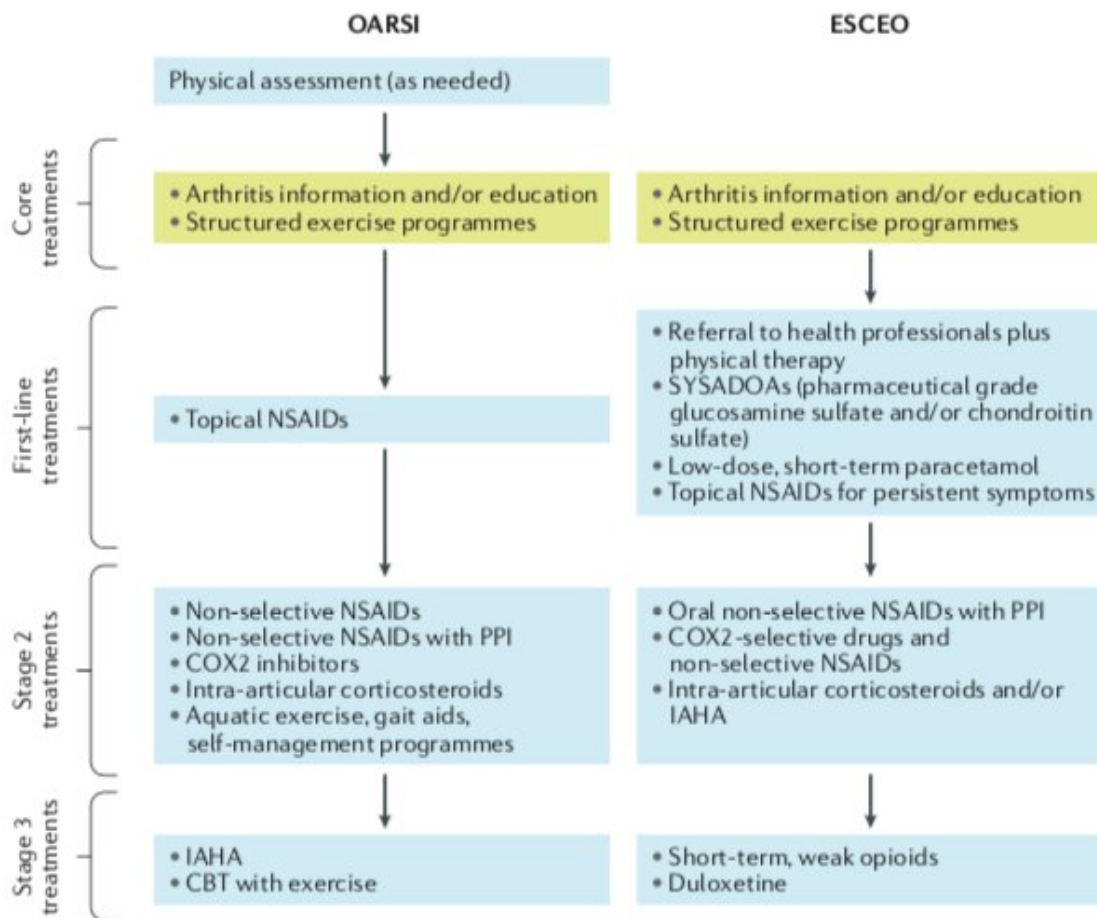 OARSI
ESCEO
Physical assessment (as needed)
Core
treatments
• Arthritis information and/or education
• Structured exercise programmes
• Arthritis information and/or education
• Structured exercise programmes
First-line
treatments
• Topical NSAIDs
• Referral to health professionals plus
physical therapy
• SYSADOAs (pharmaceutical grade
glucosamine sulfate and/or chondroitin
sulfate)
• Low-dose, short-term paracetamol
• Topical NSAIDs for persistent symptoms
Stage 2
treatments
• Non-selective NSAIDs
• Non-selective NSAIDs with PPI
• COX2 inhibitors
• Intra-articular corticosteroids
• Aquatic exercise, gait aids,
self-management programmes
• Oral non-selective NSAIDs with PPI
• COX2-selective drugs and
non-selective NSAIDs
• Intra-articular corticosteroids and/or
IAHA
Stage 3
treatments
• IAHA
• CBT with exercise
• Short-term, weak opioids
• Duloxetine